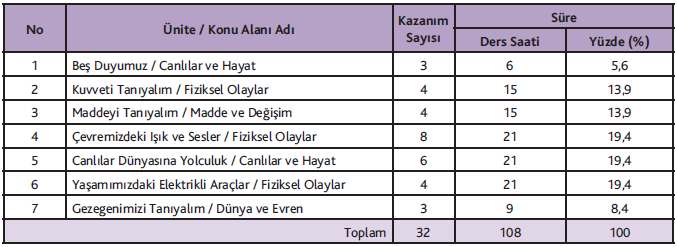 No Ünite / Konu Alanı Adı Kazanım Sayısı Süre
Ders Saati Yüzde (%)
1 Beş Duyumuz / Canlılar ve Hayat 3 6 5,6
2 Kuvveti Tanıyalım / Fiziksel Olaylar 4 15 13,9
3 Maddeyi Tanıyalım / Madde ve Değişim 4 15 13,9
4 Çevremizdeki Işık ve Sesler / Fiziksel Olaylar 8 21 19,4
5 Canlılar Dünyasına Yolculuk / Canlılar ve Hayat 6 21 19,4
6 Yaşamımızdaki Elektrikli Araçlar / Fiziksel Olaylar 4 21 19,4
7 Gezegenimizi Tanıyalım / Dünya ve Evren 3 9 8,4
Toplam 32 108 100